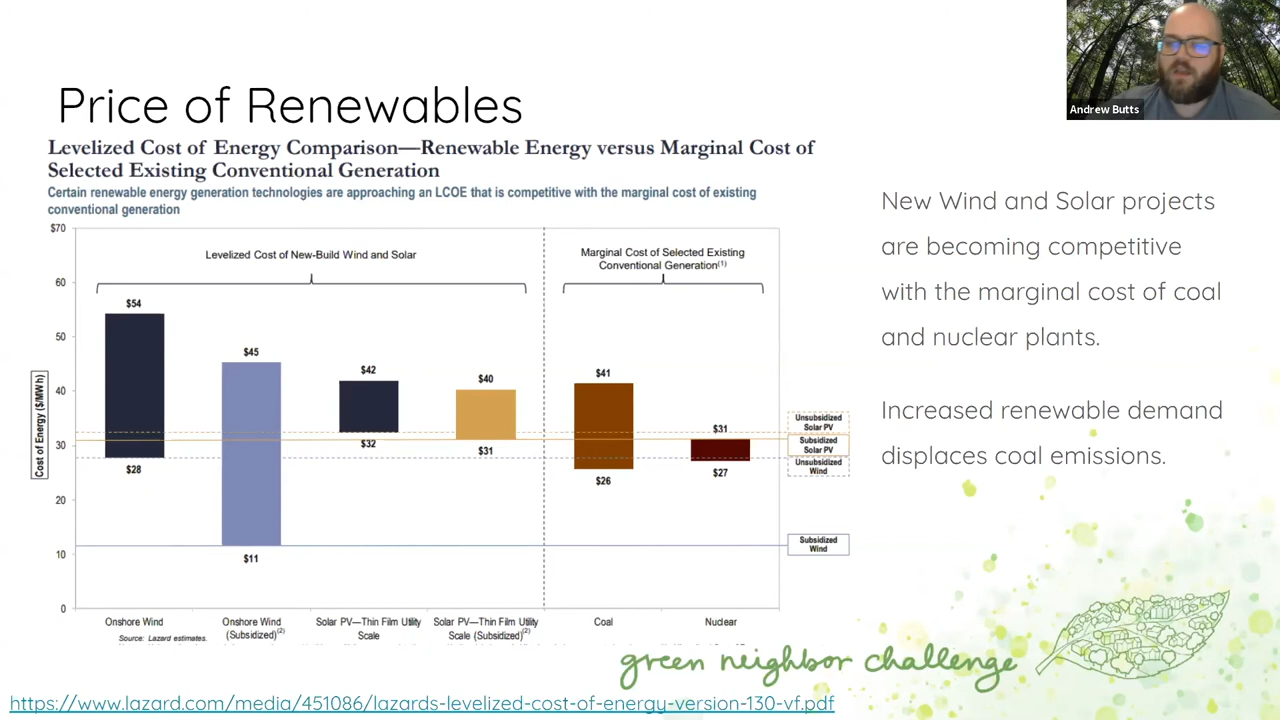 Andrew Butts
Price of Renewables
Levelized Cost of Energy Comparison—Renewable Energy versus Marginal Cost of
Selected Existing Conventional Generation
Certain renewable energy generation technologies are approaching an LCOE that is competitive with the marginal cost of existing
conventional generation
$70
60
50
40
30
20
10
0
Cost of Energy ($/MWh)
Levelized Cost of New-Build Wind and Solar
Marginal Cost of Selected Existing
Conventional Generation(1)
$54
$28
$45
$11
$42
$32
$40
$31
$41
$26
$31
$27
Unsubsidized
Solar PV
Subsidized
Solar PV
Unsubsidized
Wind
Subsidized
Wind
Onshore Wind
Onshore Wind
(Subsidized)(2)
Solar PV—Thin Film Utility
Scale
Solar PV—Thin Film Utility
Scale (Subsidized)(2)
Coal
Nuclear
Source: Lazard estimates.
New Wind and Solar projects
are becoming competitive
with the marginal cost of coal
and nuclear plants.
Increased renewable demand
displaces coal emissions.
green neighbor challenge
https://www.lazard.com/media/451086/lazards-levelized-cost-of-energy-version-130-vf.pdf